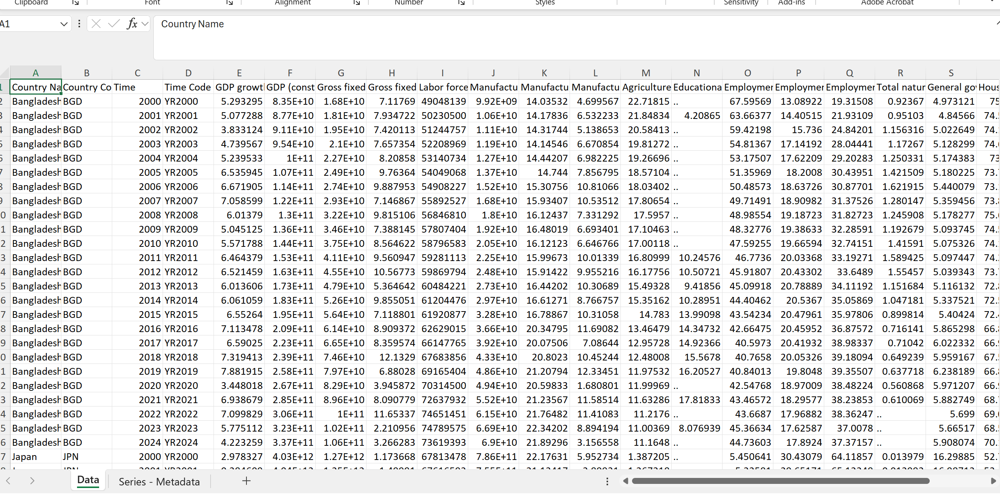 Clipboard Font Alignment Number Styles Sensitivity Add-ins Adobe Acrobat
A1 fx Country Name
A B C D E F G H I J K L M N O P Q R S
1 Country Na Country Co Time Time Code GDP growt GDP (const Gross fixed Gross fixed Labor force Manufactu Manufactu Manufactu Agriculture Educationa Employmer Employmer Employmer Total natur General go Hous
2 Bangladesh BGD 2000 YR2000 5.293295 8.35E+10 1.68E+10 7.11769 49048139 9.92E+09 14.03532 4.699567 22.71815 .. 67.59569 13.08922 19.31508 0.92367 4.973121 75
3 Bangladesh BGD 2001 YR2001 5.077288 8.77E+10 1.81E+10 7.934722 50230500 1.06E+10 14.17836 6.532233 21.84834 4.20865 63.66377 14.40515 21.93109 0.95103 4.84566 74.
4 Bangladesh BGD 2002 YR2002 3.833124 9.11E+10 1.95E+10 7.420113 51244757 1.11E+10 14.31744 5.138653 20.58413 .. 59.42198 15.736 24.84201 1.156316 5.022649 74.
5 Bangladesh BGD 2003 YR2003 4.739567 9.54E+10 2.1E+10 7.657354 52208969 1.19E+10 14.14546 6.670854 19.81272 .. 54.81367 17.14192 28.04441 1.17267 5.128299 74.
6 Bangladesh BGD 2004 YR2004 5.239533 1E+11 2.27E+10 8.20858 53140734 1.27E+10 14.44207 6.982225 19.26696 .. 53.17507 17.62209 29.20283 1.250331 5.174383 73
7 Bangladesh BGD 2005 YR2005 6.535945 1.07E+11 2.49E+10 9.76364 54049068 1.37E+10 14.744 7.856795 18.57104 .. 51.35969 18.2008 30.43951 1.421509 5.180225 73.
8 Bangladesh BGD 2006 YR2006 6.671905 1.14E+11 2.74E+10 9.887953 54908227 1.52E+10 15.30756 10.81066 18.03402 .. 50.48573 18.63726 30.87701 1.621915 5.440079 73.
9 Bangladesh BGD 2007 YR2007 7.058599 1.22E+11 2.93E+10 7.146867 55892527 1.68E+10 15.93407 10.53512 17.80654 .. 49.71491 18.90982 31.37526 1.280147 5.359456 73.
0 Bangladesh BGD 2008 YR2008 6.01379 1.3E+11 3.22E+10 9.815106 56846810 1.8E+10 16.12437 7.331292 17.5957 .. 48.98554 19.18723 31.82723 1.245908 5.178277 75.
1 Bangladesh BGD 2009 YR2009 5.045125 1.36E+11 3.46E+10 7.388145 57807404 1.92E+10 16.48019 6.693401 17.10463 .. 48.32776 19.38633 32.28591 1.192679 5.093745 74.
2 Bangladesh BGD 2010 YR2010 5.571788 1.44E+11 3.75E+10 8.564622 58796583 2.05E+10 16.12123 6.646766 17.00118 .. 47.59255 19.66594 32.74151 1.41591 5.075326 74.
3 Bangladesh BGD 2011 YR2011 6.464379 1.53E+11 4.11E+10 9.560947 59281113 2.25E+10 15.99673 10.01339 16.80999 10.24576 46.7736 20.03368 33.19271 1.589425 5.097447 74.
4 Bangladesh BGD 2012 YR2012 6.521459 1.63E+11 4.55E+10 10.56773 59869794 2.48E+10 15.91422 9.955216 16.17756 10.50721 45.91807 20.43302 33.6489 1.55457 5.039343 73.
5 Bangladesh BGD 2013 YR2013 6.013606 1.73E+11 4.79E+10 5.364642 60484221 2.73E+10 16.44202 10.30689 15.49328 9.41856 45.09918 20.78889 34.11192 1.151684 5.116132 72.
6 Bangladesh BGD 2014 YR2014 6.061059 1.83E+11 5.26E+10 9.855051 61204476 2.97E+10 16.61271 8.766757 15.35162 10.28951 44.40462 20.5367 35.05869 1.047181 5.337521 72.
7 Bangladesh BGD 2015 YR2015 6.55264 1.95E+11 5.64E+10 7.118801 61920877 3.28E+10 16.78867 10.31058 14.783 13.99098 43.54234 20.47961 35.97806 0.899814 5.40424 72.
8 Bangladesh BGD 2016 YR2016 7.113478 2.09E+11 6.14E+10 8.909372 62629015 3.66E+10 20.34795 11.69082 13.46479 14.34732 42.66475 20.45952 36.87572 0.716141 5.865298 66.
9 Bangladesh BGD 2017 YR2017 6.59025 2.23E+11 6.65E+10 8.359574 66147765 3.92E+10 20.07506 7.08644 12.95728 14.92366 40.5973 20.41932 38.98337 0.71042 6.022332 66.
0 Bangladesh BGD 2018 YR2018 7.319413 2.39E+11 7.46E+10 12.1329 67683856 4.33E+10 20.8023 10.45244 12.48008 15.5678 40.7658 20.05326 39.18094 0.649239 5.959167 67.
1 Bangladesh BGD 2019 YR2019 7.881915 2.58E+11 7.97E+10 6.88028 69165404 4.86E+10 21.20794 12.33451 11.97532 16.20527 40.84013 19.8048 39.35507 0.637718 6.238189 66.
2 Bangladesh BGD 2020 YR2020 3.448018 2.67E+11 8.29E+10 3.945872 70314500 4.94E+10 20.59833 1.680801 11.99969 .. 42.54768 18.97009 38.48224 0.560868 5.971207 66.
3 Bangladesh BGD 2021 YR2021 6.938679 2.85E+11 8.96E+10 8.090779 72637932 5.52E+10 21.23567 11.58514 11.63286 17.81833 43.46572 18.29577 38.23853 0.610069 5.882749 68.
4 Bangladesh BGD 2022 YR2022 7.099829 3.06E+11 1E+11 11.65337 74651451 6.15E+10 21.76482 11.41083 11.2176 .. 43.6687 17.96882 38.36247 .. 5.699 69.
5 Bangladesh BGD 2023 YR2023 5.775112 3.23E+11 1.02E+11 2.210956 74789575 6.69E+10 22.34202 8.894194 11.00369 8.076939 45.36634 17.62587 37.0078 .. 5.66517 68.
6 Bangladesh BGD 2024 YR2024 4.223259 3.37E+11 1.06E+11 3.266283 73619393 6.9E+10 21.89296 3.156558 11.1648 .. 44.73603 17.8924 37.37157 .. 5.908074 70.
7 Japan JPN 2000 YR2000 2.978327 4.03E+12 1.27E+12 1.173668 67813478 7.86E+11 22.17631 5.952734 1.387205 .. 5.450641 30.43079 64.11857 0.013979 16.29885 52.
Data Series - Metadata